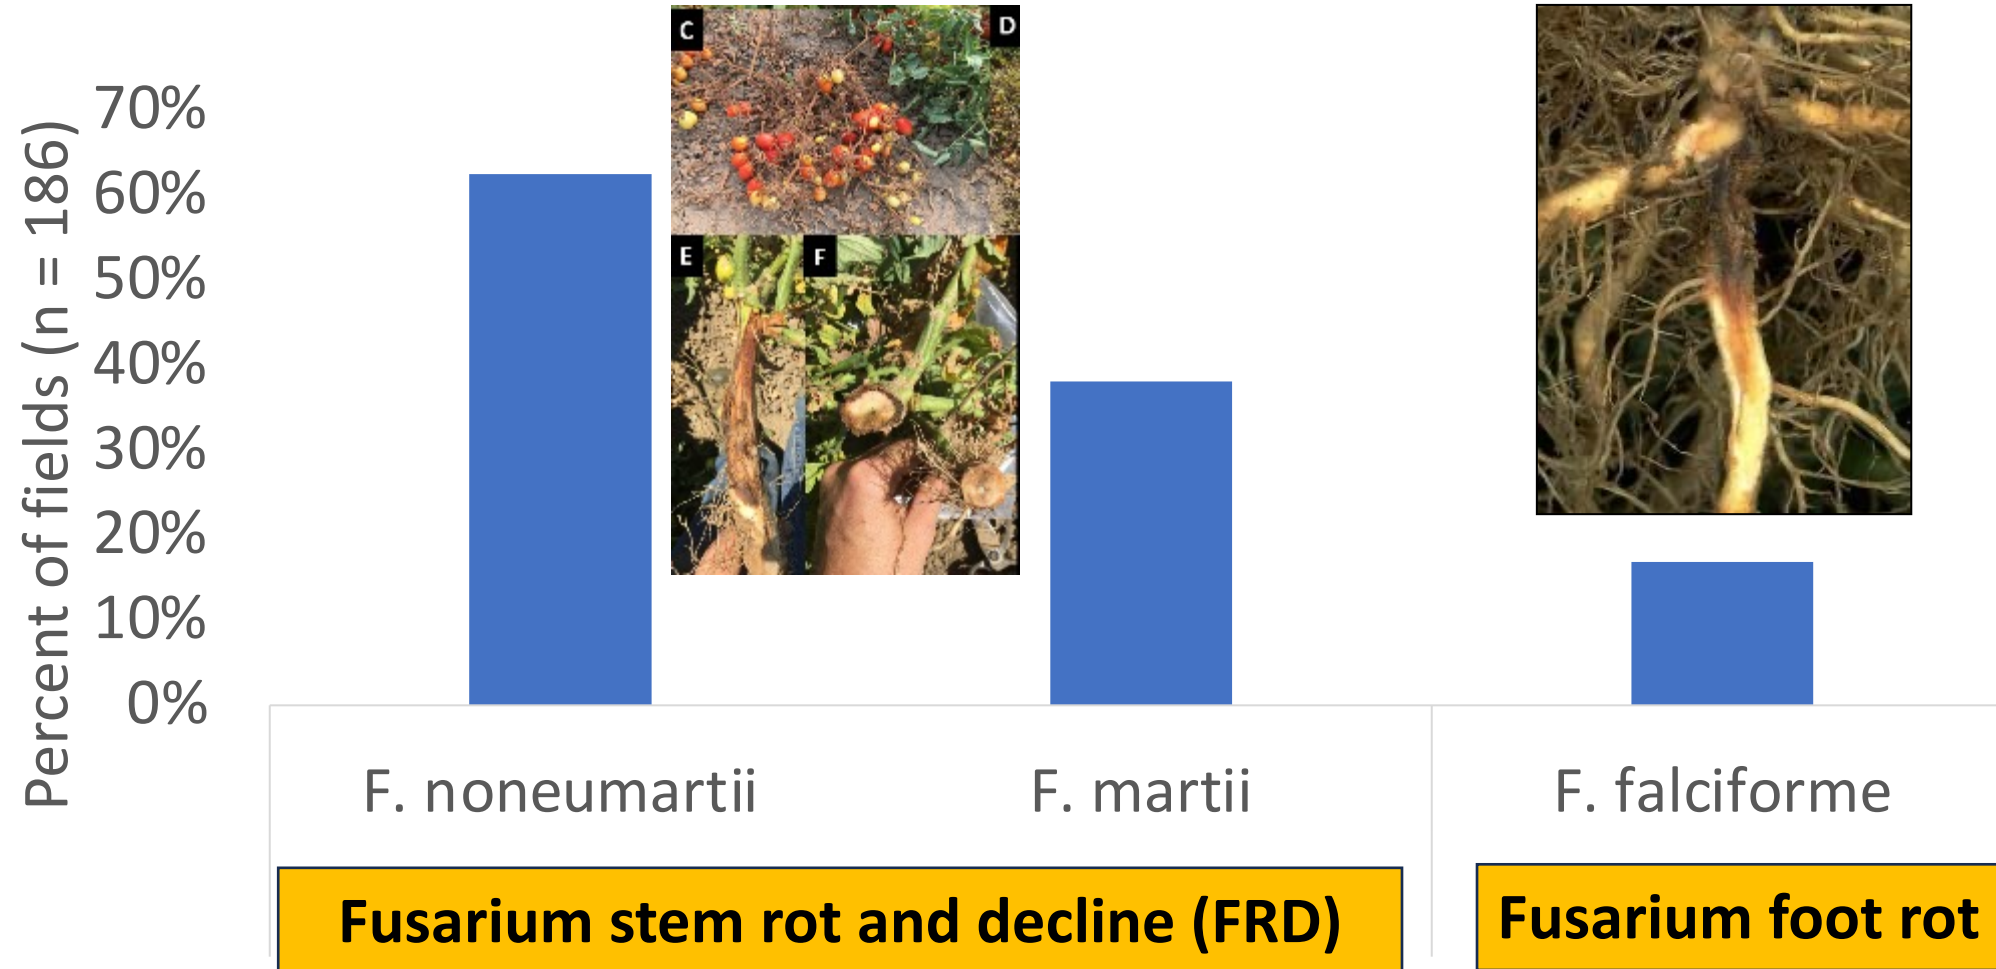 Percent of fields (n = 186)
70%
60%
50%
40%
30%
20%
10%
0%
C
D
E
F
F. noneumartii
F. martii
F. falciforme
Fusarium stem rot and decline (FRD)
Fusarium foot rot